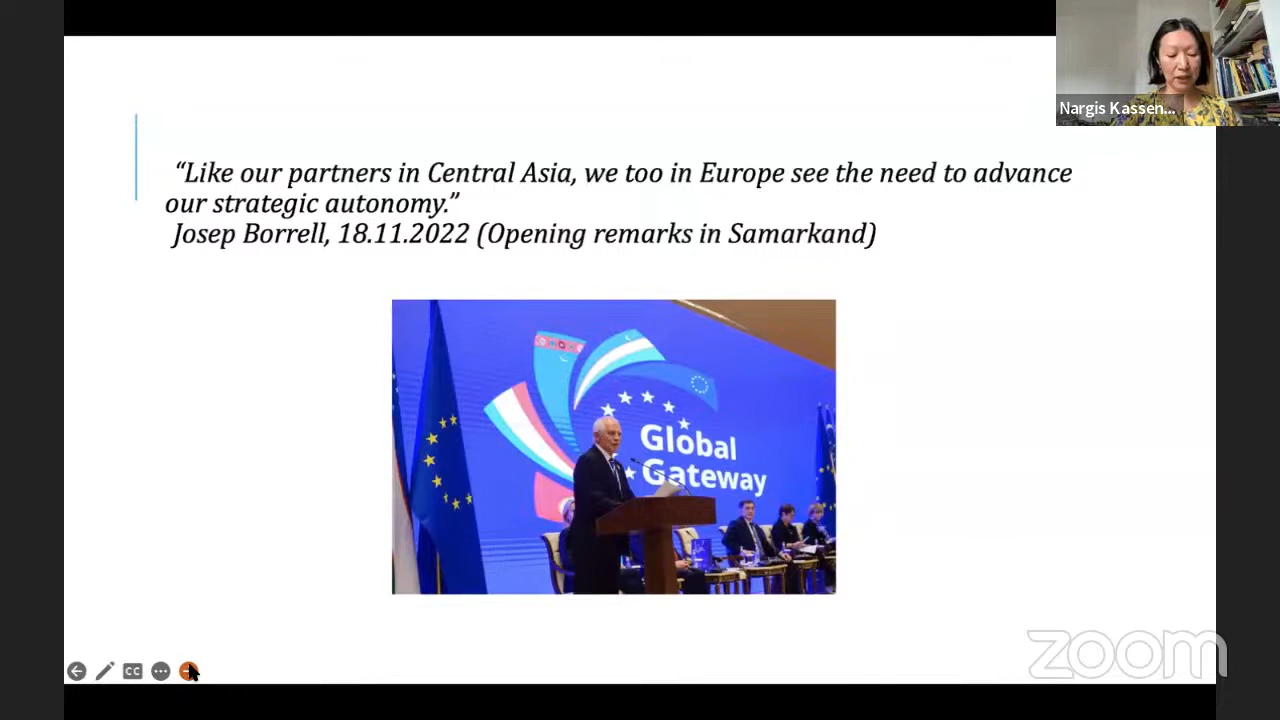 Nargis Kassen...
“Like our partners in Central Asia, we too in Europe see the need to advance
our strategic autonomy.”
Josep Borrell, 18.11.2022 (Opening remarks in Samarkand)
Global
Gateway
CC
zoom